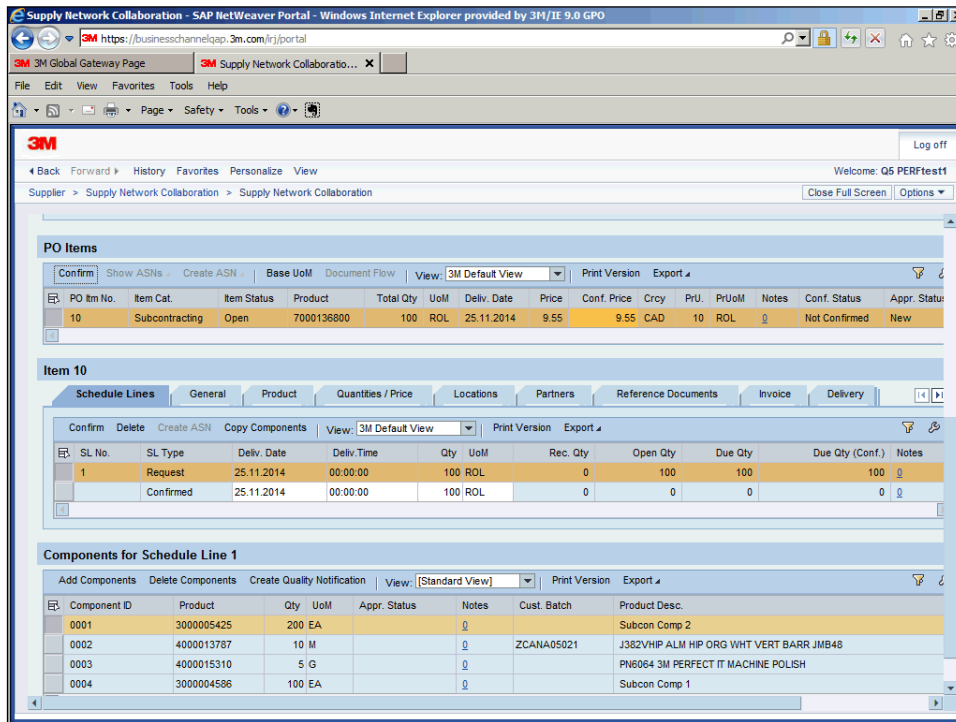 Supply Network Collaboration - SAP NetWeaver Portal - Windows Internet Explorer provided by 3M/IE 9.0 GPO
3M https://businesschannelqap.3m.com/irj/portal
3M 3M Global Gateway Page 3M Supply Network Collaboratio... X
File Edit View Favorites Tools Help
Page Safety Tools
3M Log off
Back Forward History Favorites Personalize View Welcome: Q5 PERFtest1
Supplier > Supply Network Collaboration > Supply Network Collaboration Close Full Screen Options
PO Items
Confirm Show ASNs Create ASN Base UoM Document Flow View: 3M Default View Print Version Export
PO Itm No. Item Cat. Item Status Product Total Qty UoM Deliv. Date Price Conf. Price Crcy PrU. PrUoM Notes Conf. Status Appr. Status
10 Subcontracting Open 7000136800 100 ROL 25.11.2014 9.55 9.55 CAD 10 ROL 0 Not Confirmed New
Item 10
Schedule Lines General Product Quantities / Price Locations Partners Reference Documents Invoice Delivery
Confirm Delete Create ASN Copy Components View: 3M Default View Print Version Export
SL No. SL Type Deliv. Date Deliv.Time Qty UoM Rec. Qty Open Qty Due Qty Due Qty (Conf.) Notes
1 Request 25.11.2014 00:00:00 100 ROL 0 100 100 100 0
Confirmed 25.11.2014 00:00:00 100 ROL 0 0 0 0 0
Components for Schedule Line 1
Add Components Delete Components Create Quality Notification View: [Standard View] Print Version Export
Component ID Product Qty UoM Appr. Status Notes Cust. Batch Product Desc.
0001 3000005425 200 EA 0 Subcon Comp 2
0002 4000013787 10 M 0 ZCANA05021 J382VHIP ALM HIP ORG WHT VERT BARR JMB48
0003 4000015310 5 G 0 PN6064 3M PERFECT IT MACHINE POLISH
0004 3000004586 100 EA 0 Subcon Comp 1